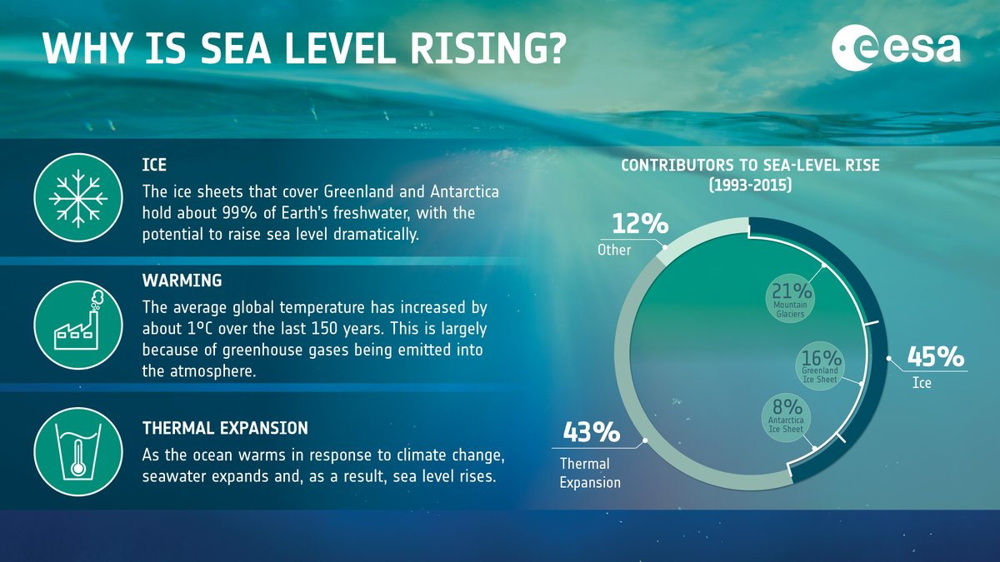 WHY IS SEA LEVEL RISING?
esa
ICE
The ice sheets that cover Greenland and Antarctica
hold about 99% of Earth's freshwater, with the
potential to raise sea level dramatically.
WARMING
The average global temperature has increased by
about 1ºC over the last 150 years. This is largely
because of greenhouse gases being emitted into
the atmosphere.
THERMAL EXPANSION
As the ocean warms in response to climate change,
seawater expands and, as a result, sea level rises.
CONTRIBUTORS TO SEA-LEVEL RISE
(1993-2015)
12%
Other
21%
Mountain
Glaciers
16%
Greenland
Ice Sheet
45%
Ice
8%
Antarctica
Ice Sheet
43%
Thermal
Expansion